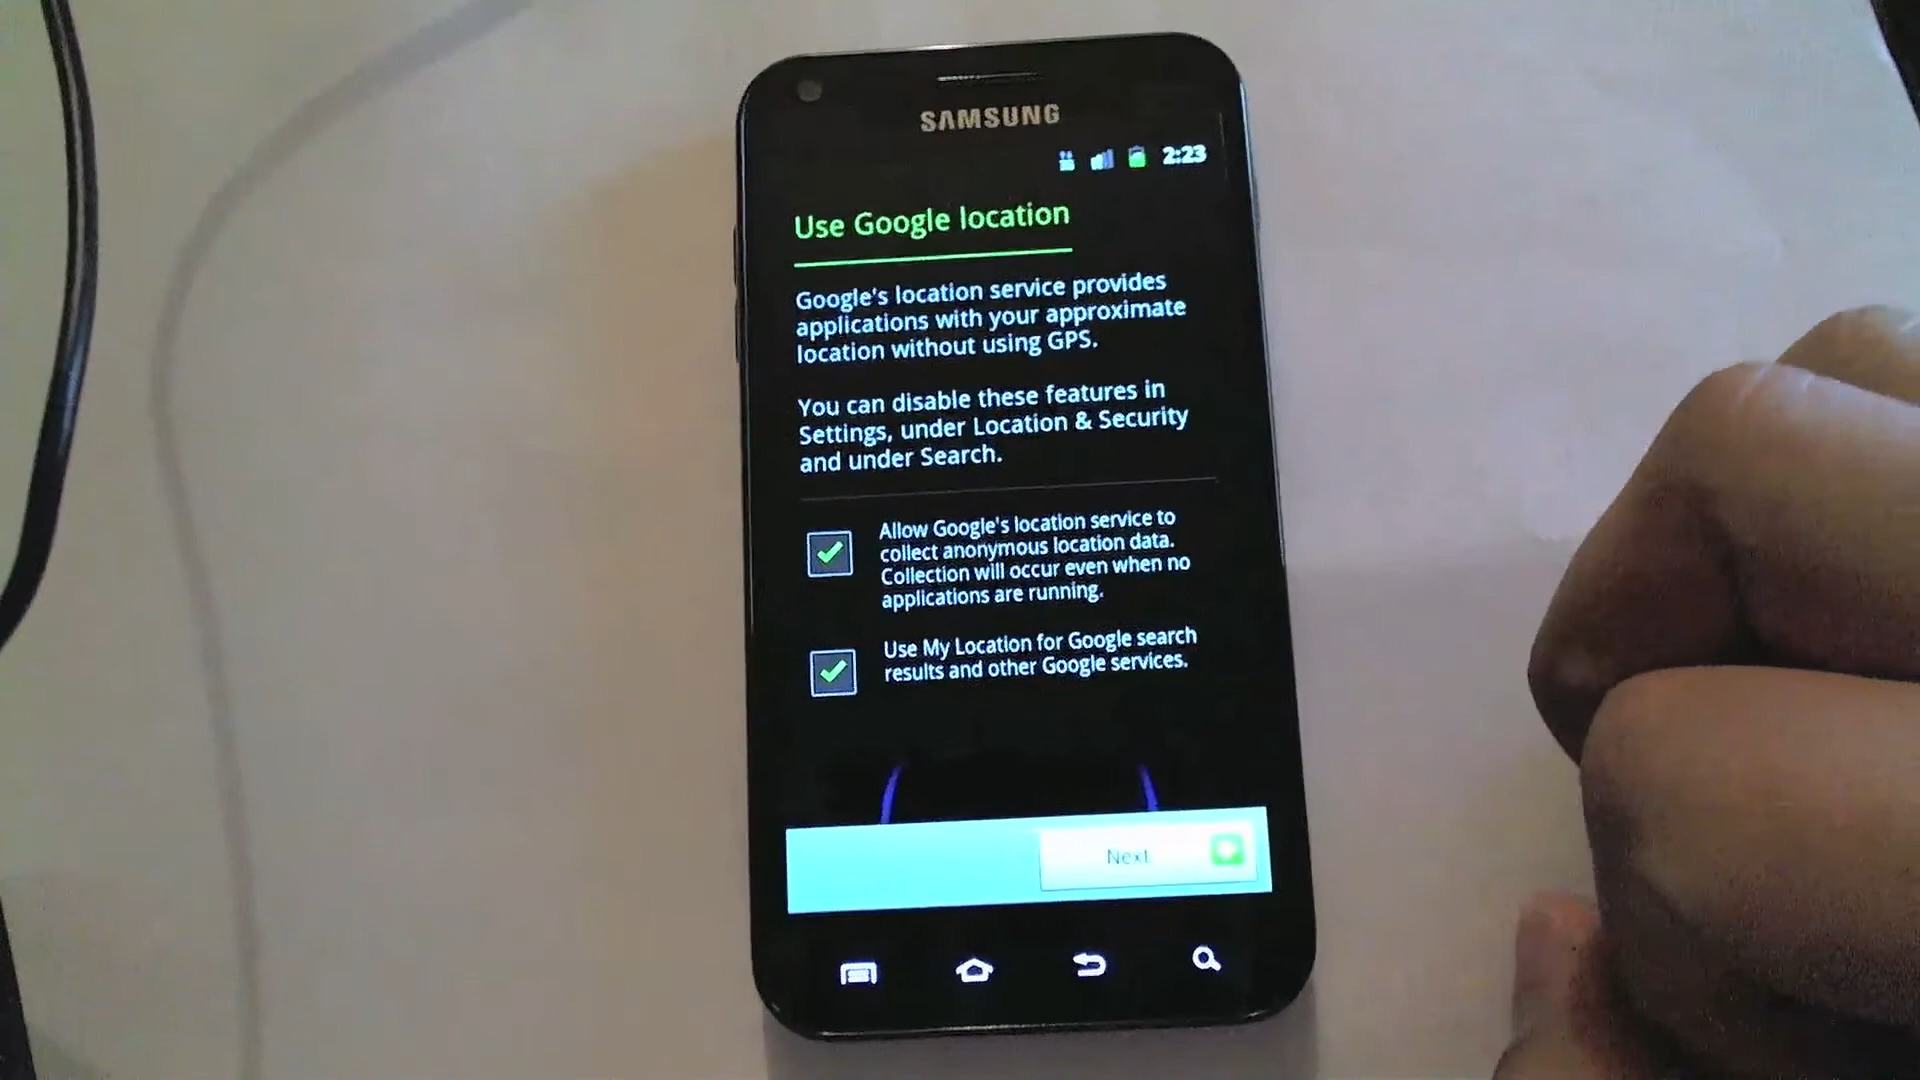 SAMSUNG
2:23
Use Google location
Google's location service provides
applications with your approximate
location without using GPS.
You can disable these features in
Settings, under Location & Security
and under Search.
Allow Google's location service to
collect anonymous location data.
Collection will occur even when no
applications are running.
Use My Location for Google search
results and other Google services.
Next